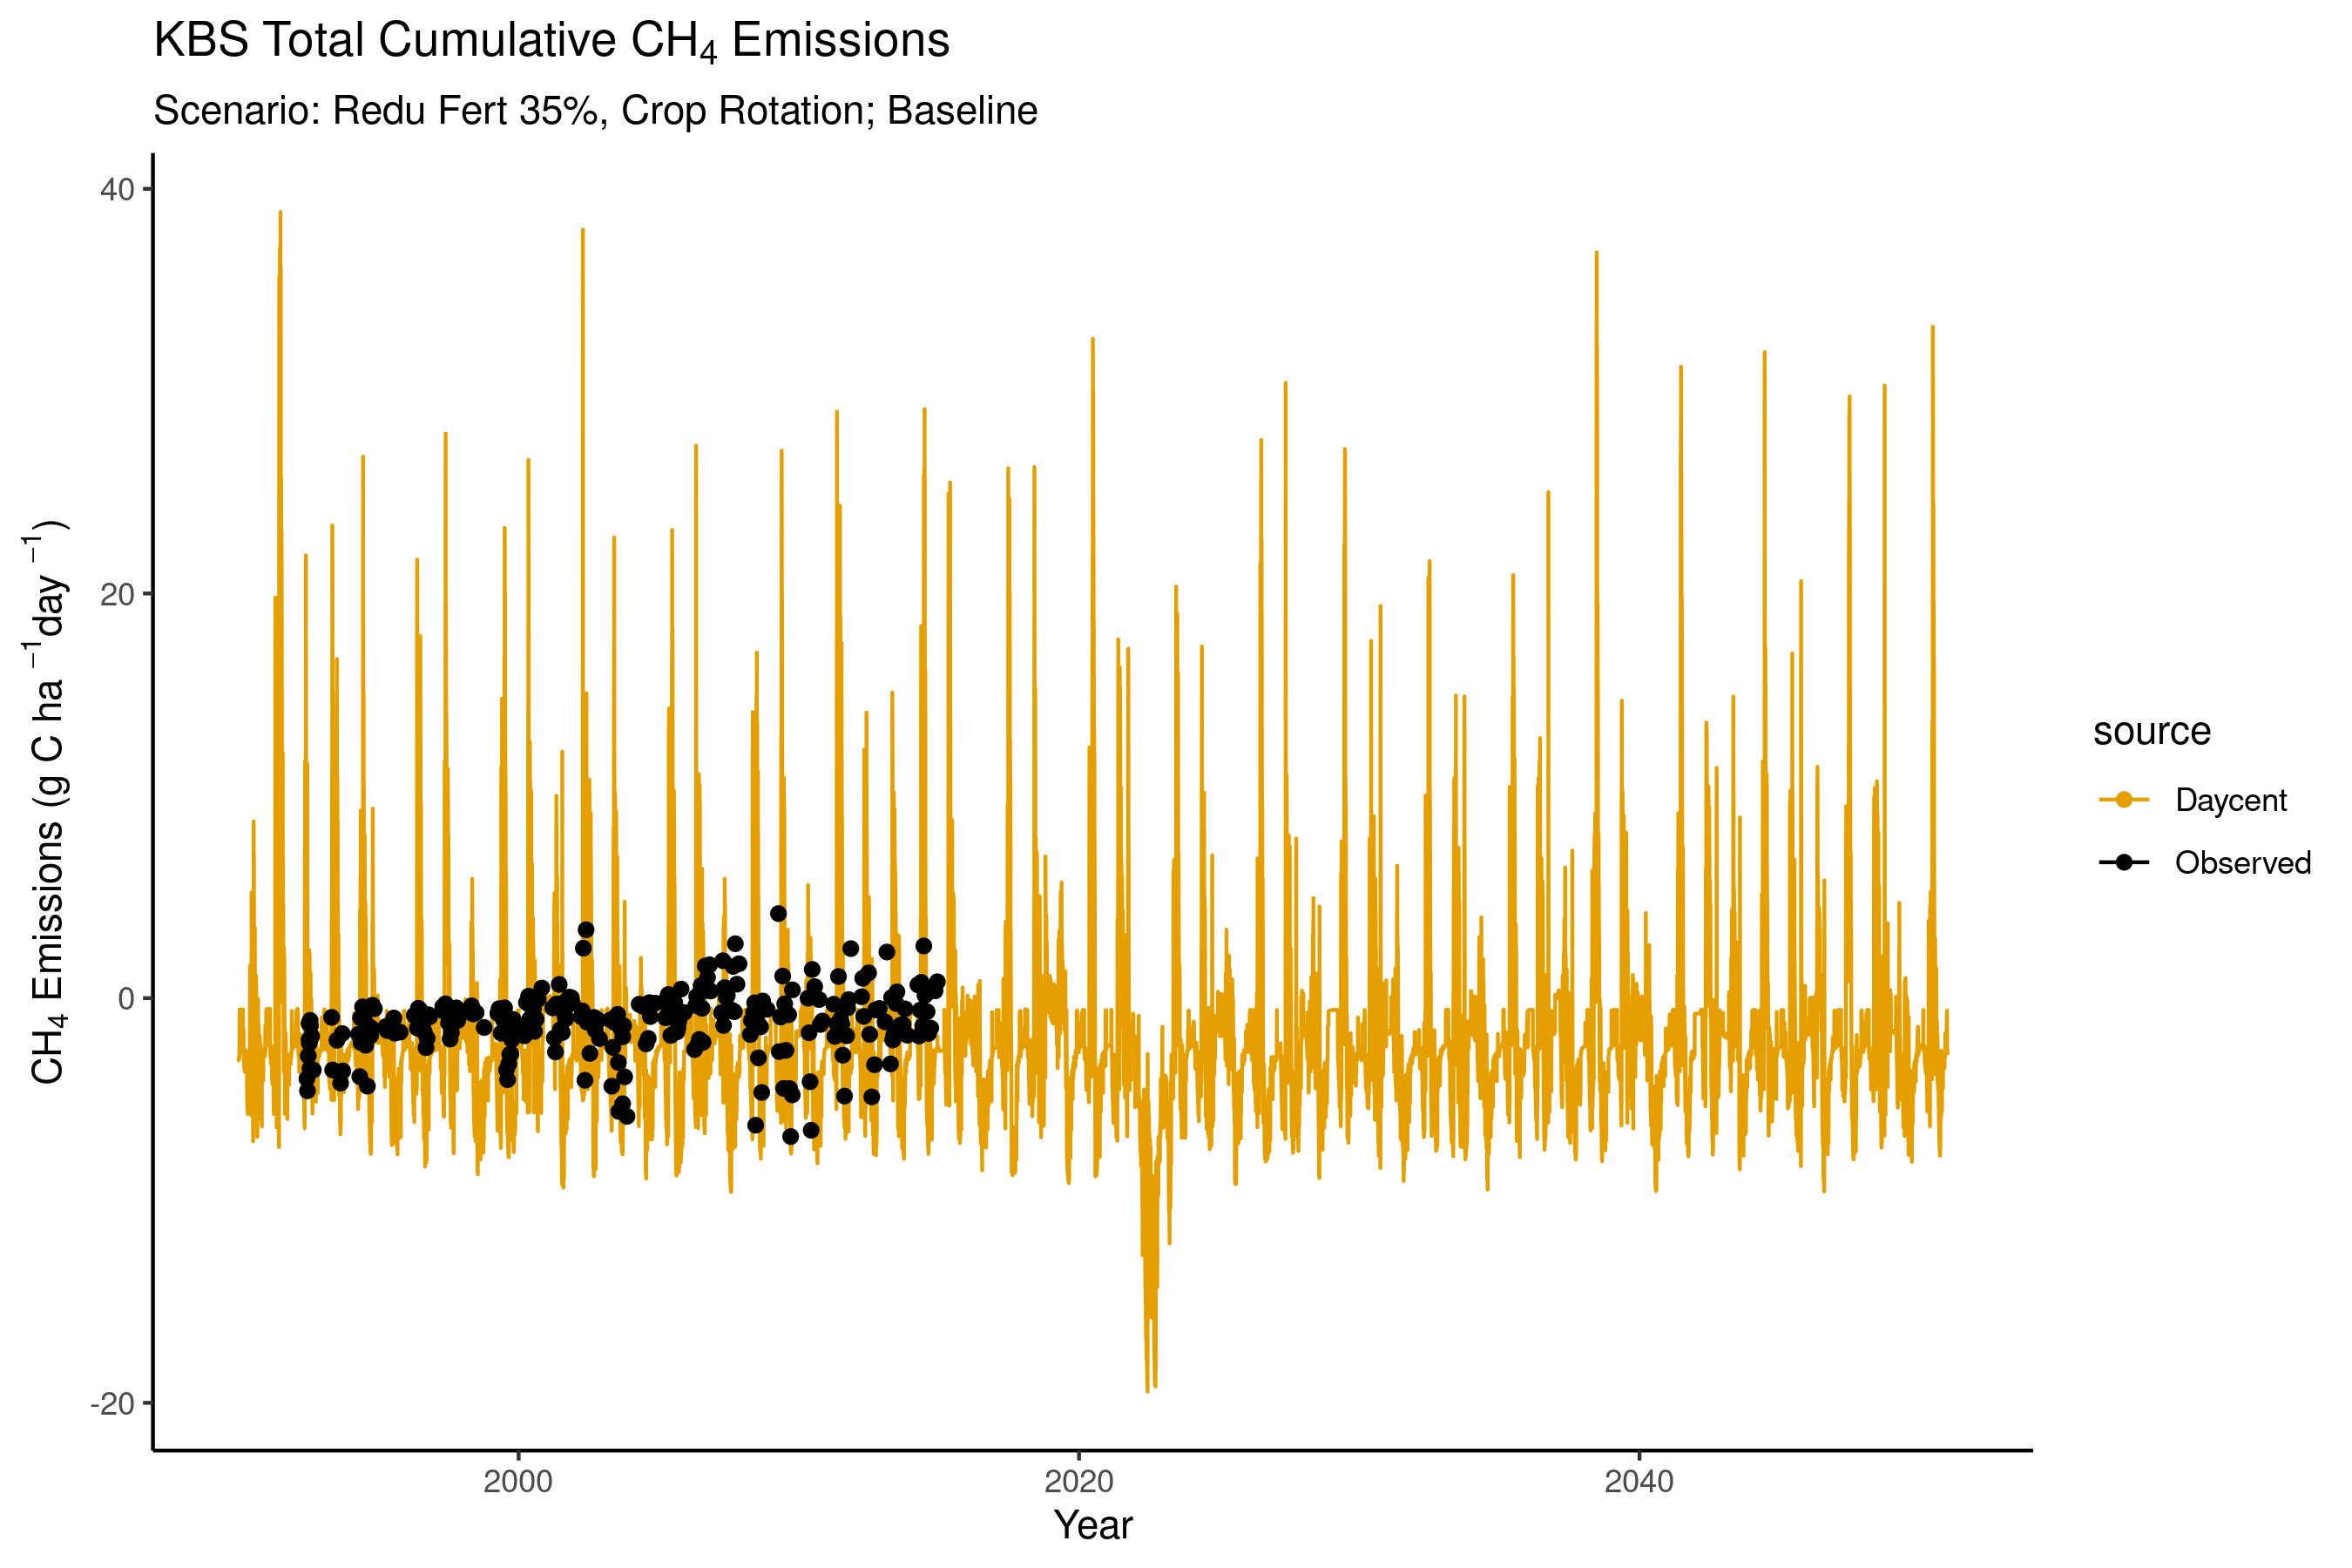 KBS Total Cumulative CH₄ Emissions
Scenario: Redu Fert 35%, Crop Rotation; Baseline
CH₄ Emissions (g C ha ⁻¹day ⁻¹)
40
20
0
-20
2000
2020
2040
Year
source
Daycent
Observed